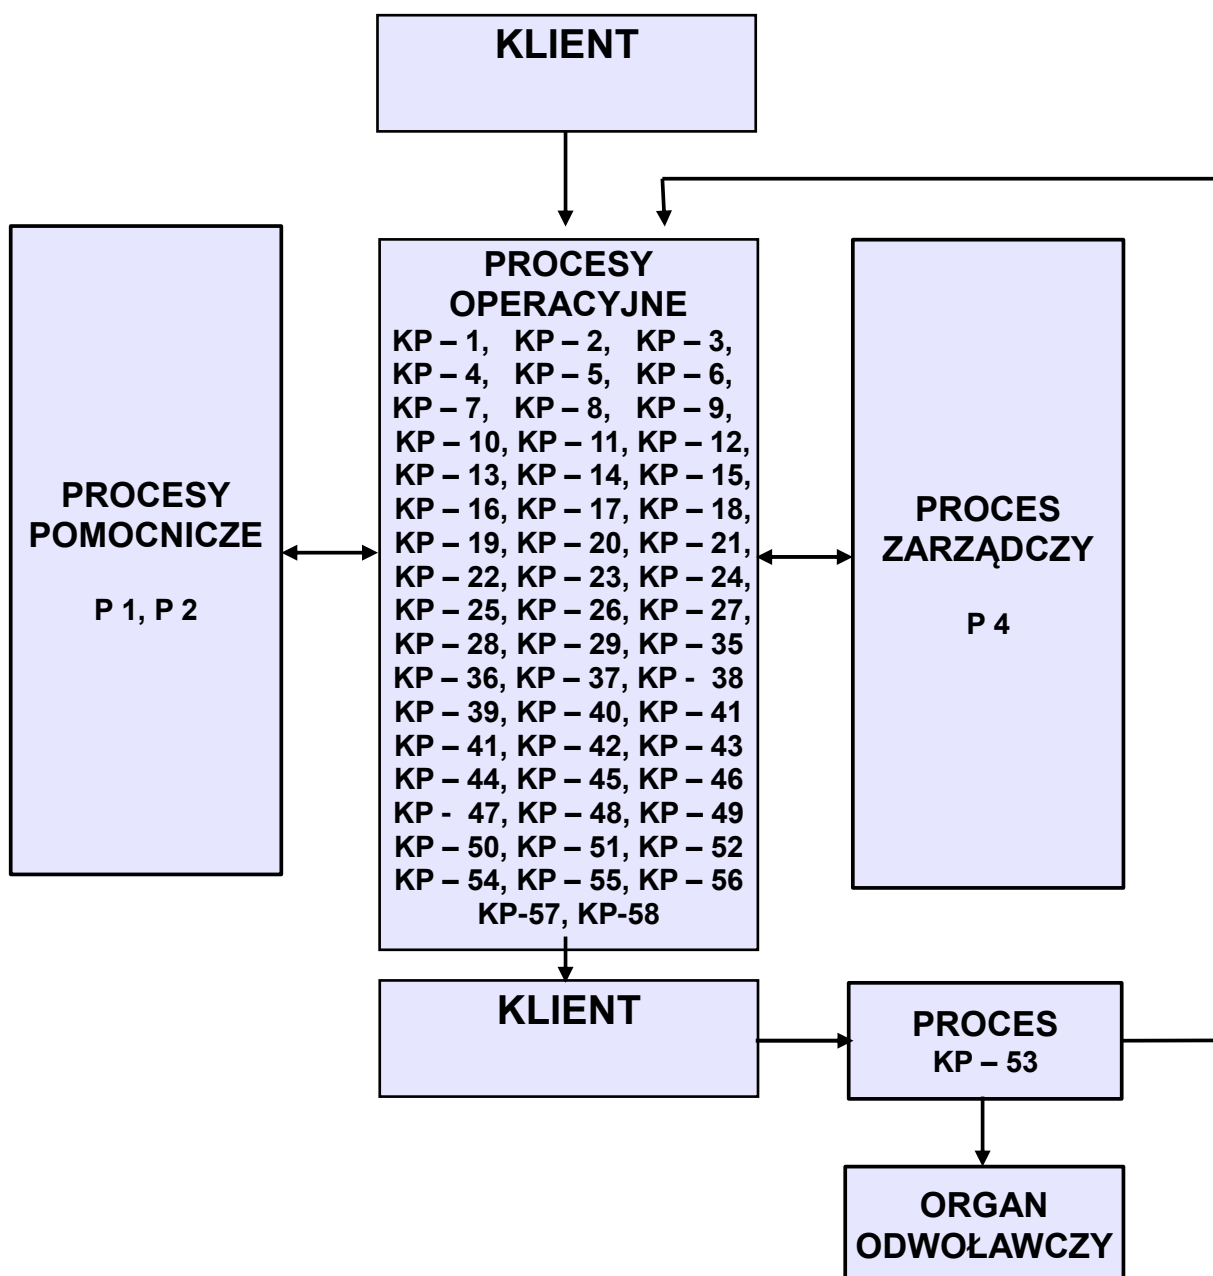 KLIENT
PROCESY
POMOCNICZE
P 1, P 2
PROCESY
OPERACYJNE
KP – 1, KP – 2, KP – 3,
KP – 4, KP – 5, KP – 6,
KP – 7, KP – 8, KP – 9,
KP – 10, KP – 11, KP – 12,
KP – 13, KP – 14, KP – 15,
KP – 16, KP – 17, KP – 18,
KP – 19, KP – 20, KP – 21,
KP – 22, KP – 23, KP – 24,
KP – 25, KP – 26, KP – 27,
KP – 28, KP – 29, KP – 35
KP – 36, KP – 37, KP - 38
KP – 39, KP – 40, KP – 41
KP – 41, KP – 42, KP – 43
KP – 44, KP – 45, KP – 46
KP - 47, KP – 48, KP – 49
KP – 50, KP – 51, KP – 52
KP – 54, KP – 55, KP – 56
KP-57, KP-58
PROCES
ZARZĄDCZY
P 4
KLIENT
PROCES
KP – 53
ORGAN
ODWOŁAWCZY